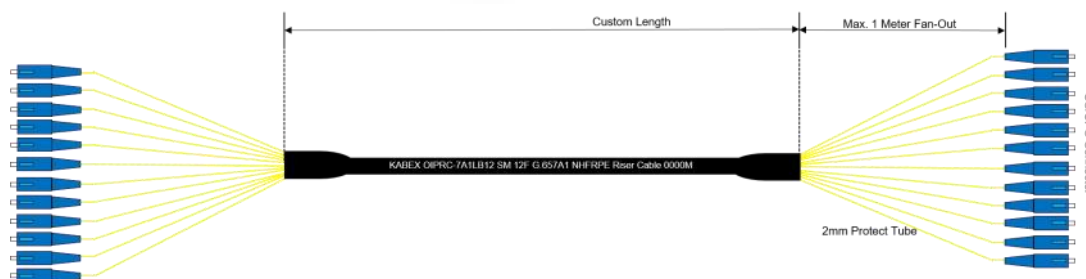 Custom Length
Max. 1 Meter Fan-Out
KABEX OIPRC-7A1LB12 SM 12F G.657A1 NHFRPE Riser Cable 0000M
2mm Protect Tube